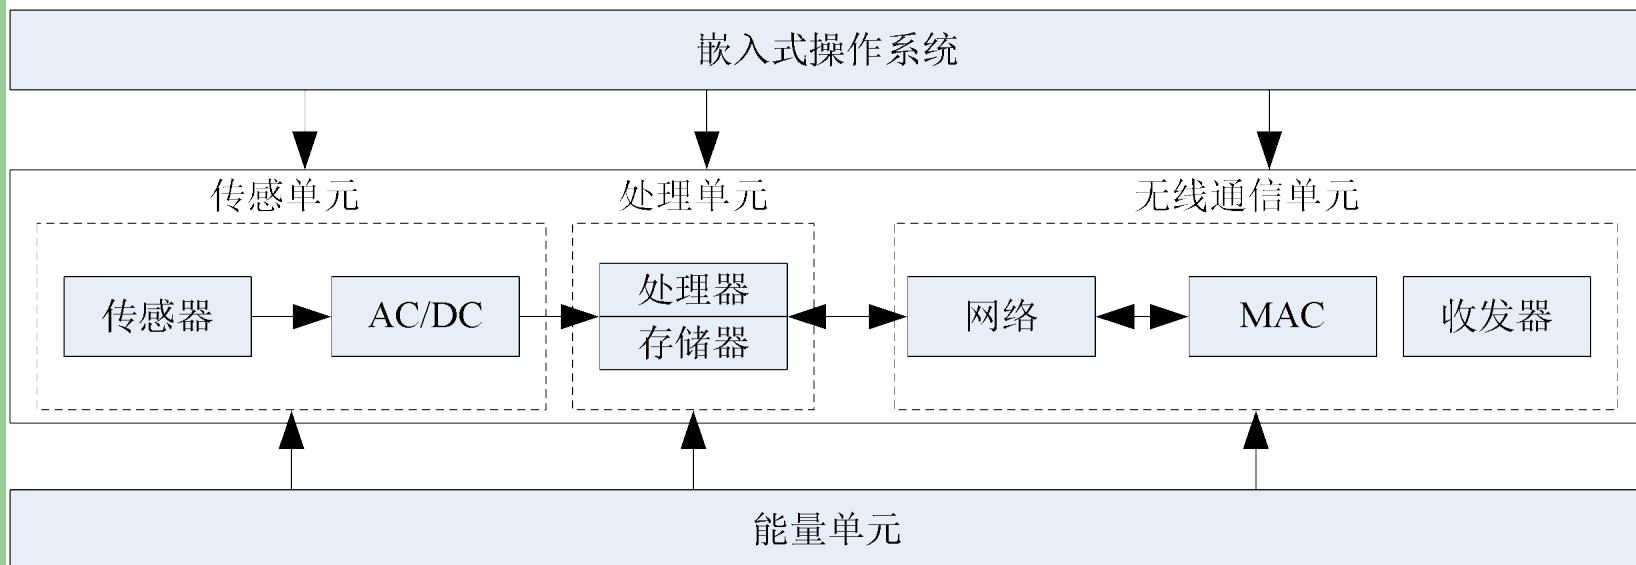 嵌入式操作系统
传感单元
处理单元
无线通信单元
传感器
AC/DC
处理器
存储器
网络
MAC
收发器
能量单元